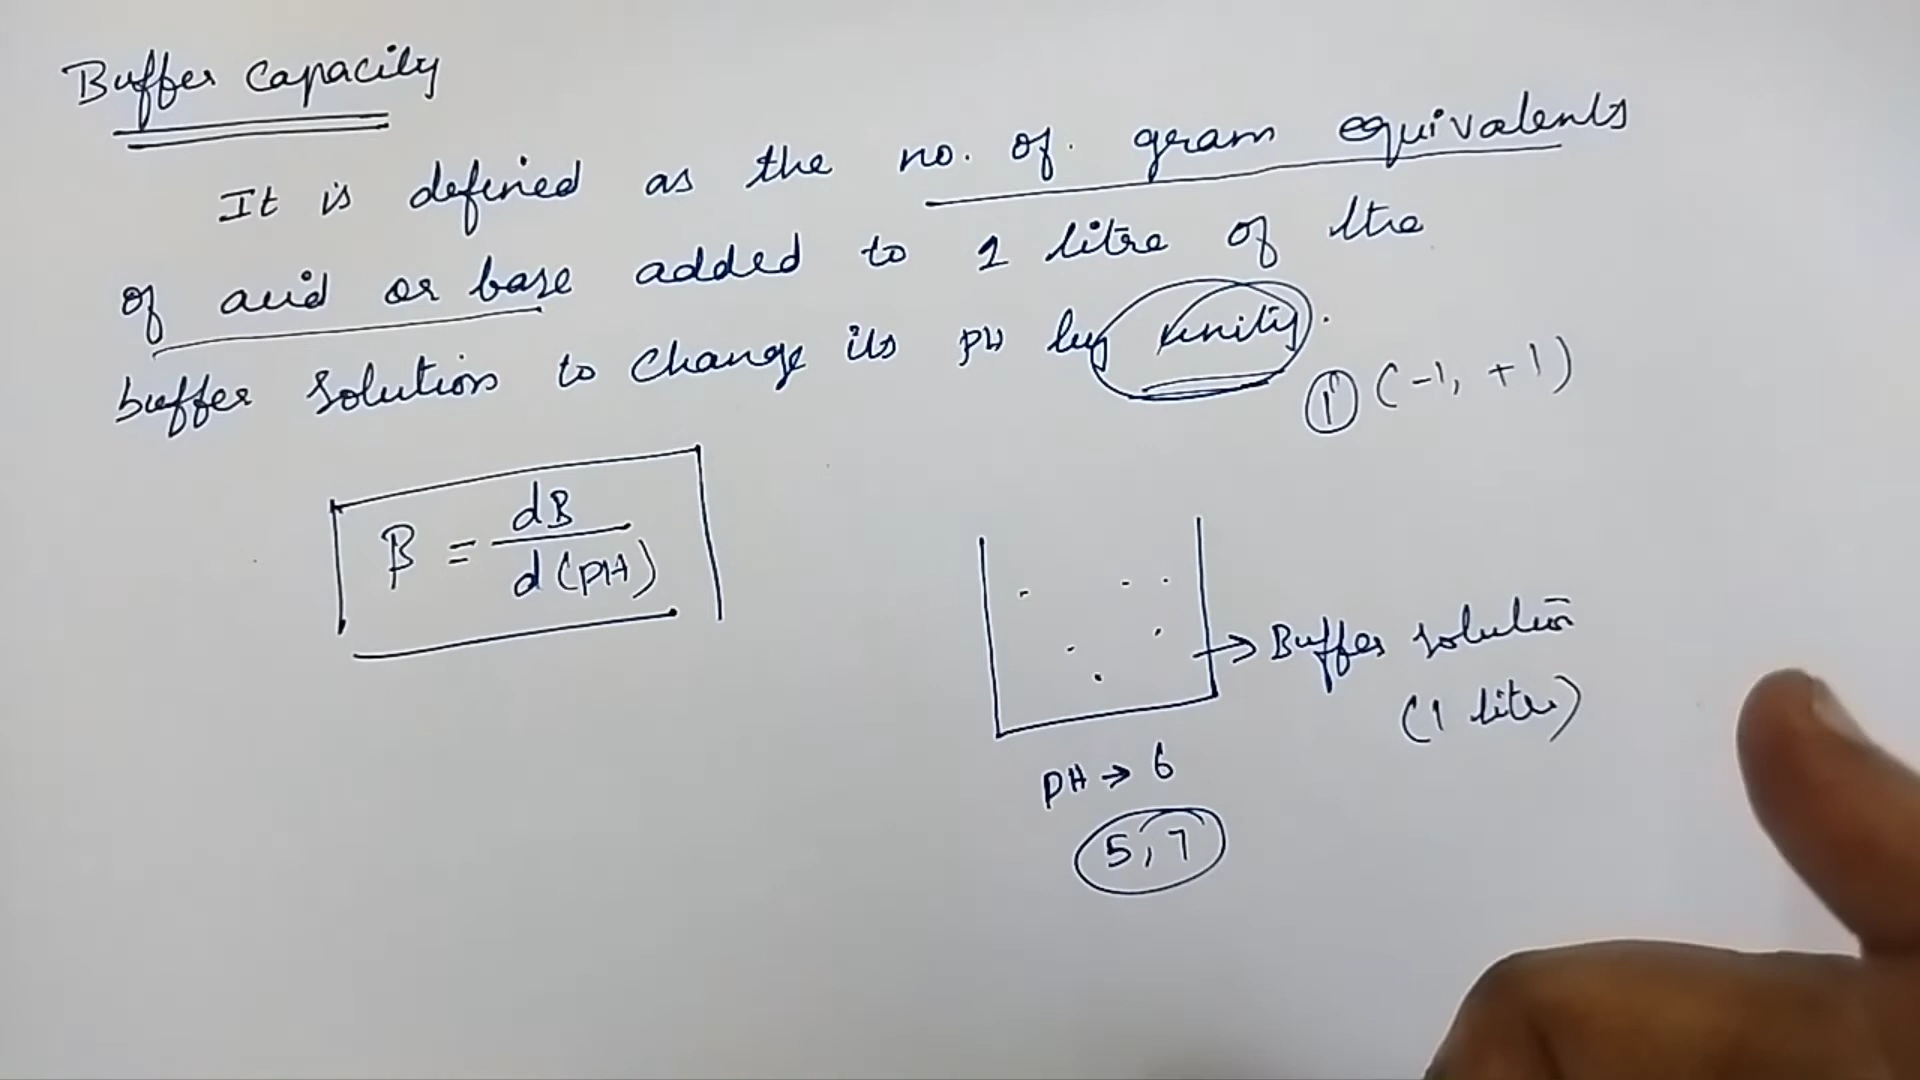 Buffer Capacity
It is defined as the no. of. gram equivalents
of acid or base added to 1 litre of the
buffer solution to change its pH by unity.
1 (-1, +1)
β = dB / d(pH)
→ Buffer solution
(1 litre)
pH → 6
5, 7